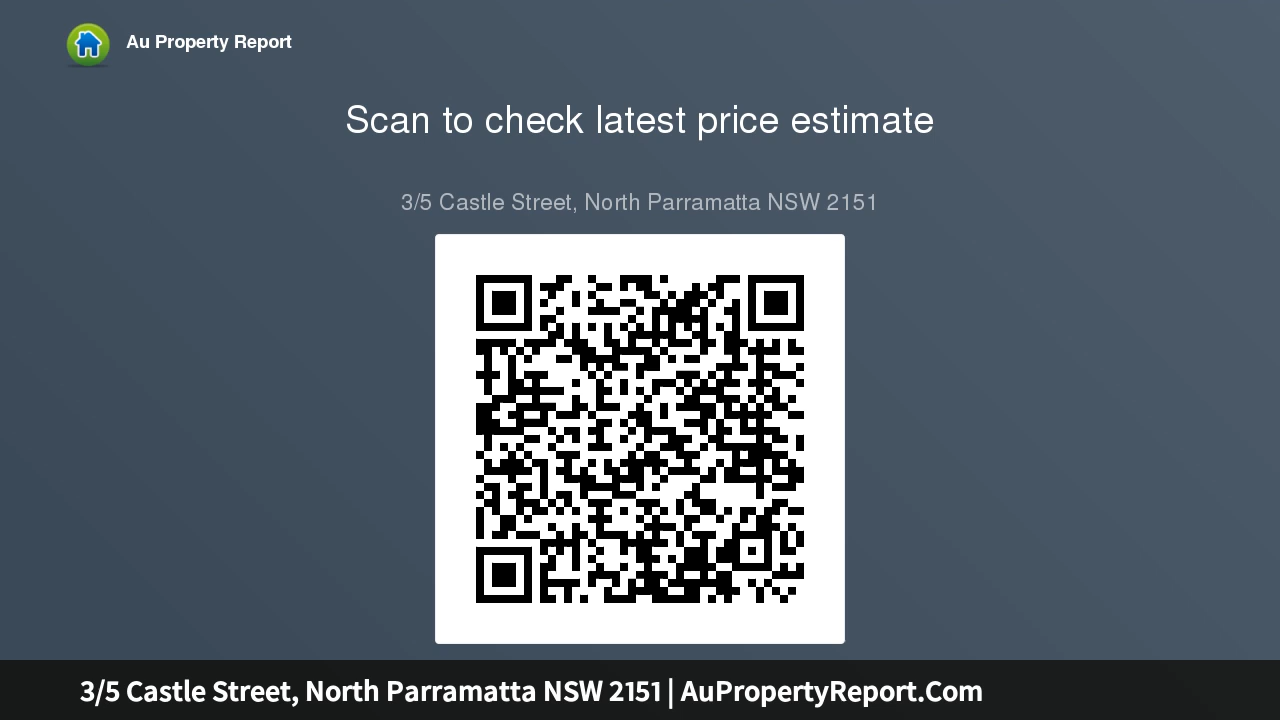 Au Property Report
Scan to check latest price estimate
3/5 Castle Street, North Parramatta NSW 2151
3/5 Castle Street, North Parramatta NSW 2151 | AuPropertyReport.Com